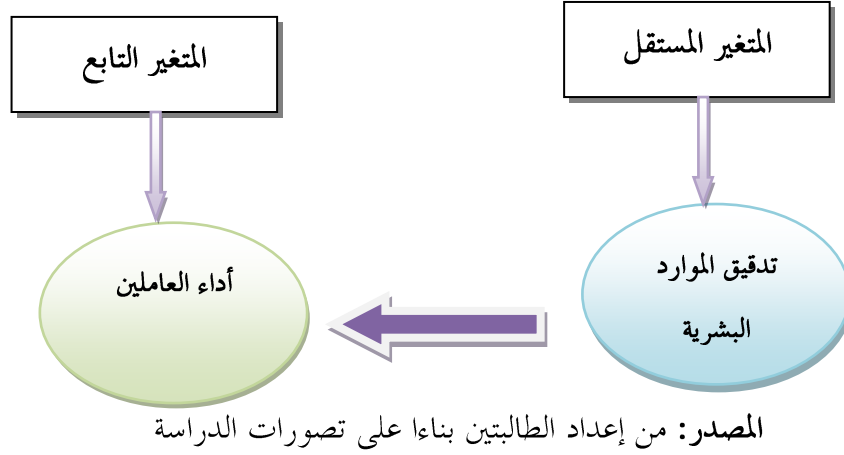 المتغير المستقل
المتغير التابع
تدقيق الموارد
البشرية
أداء العاملين
المصدر: من إعداد الطالبتين بناءا على تصورات الدراسة